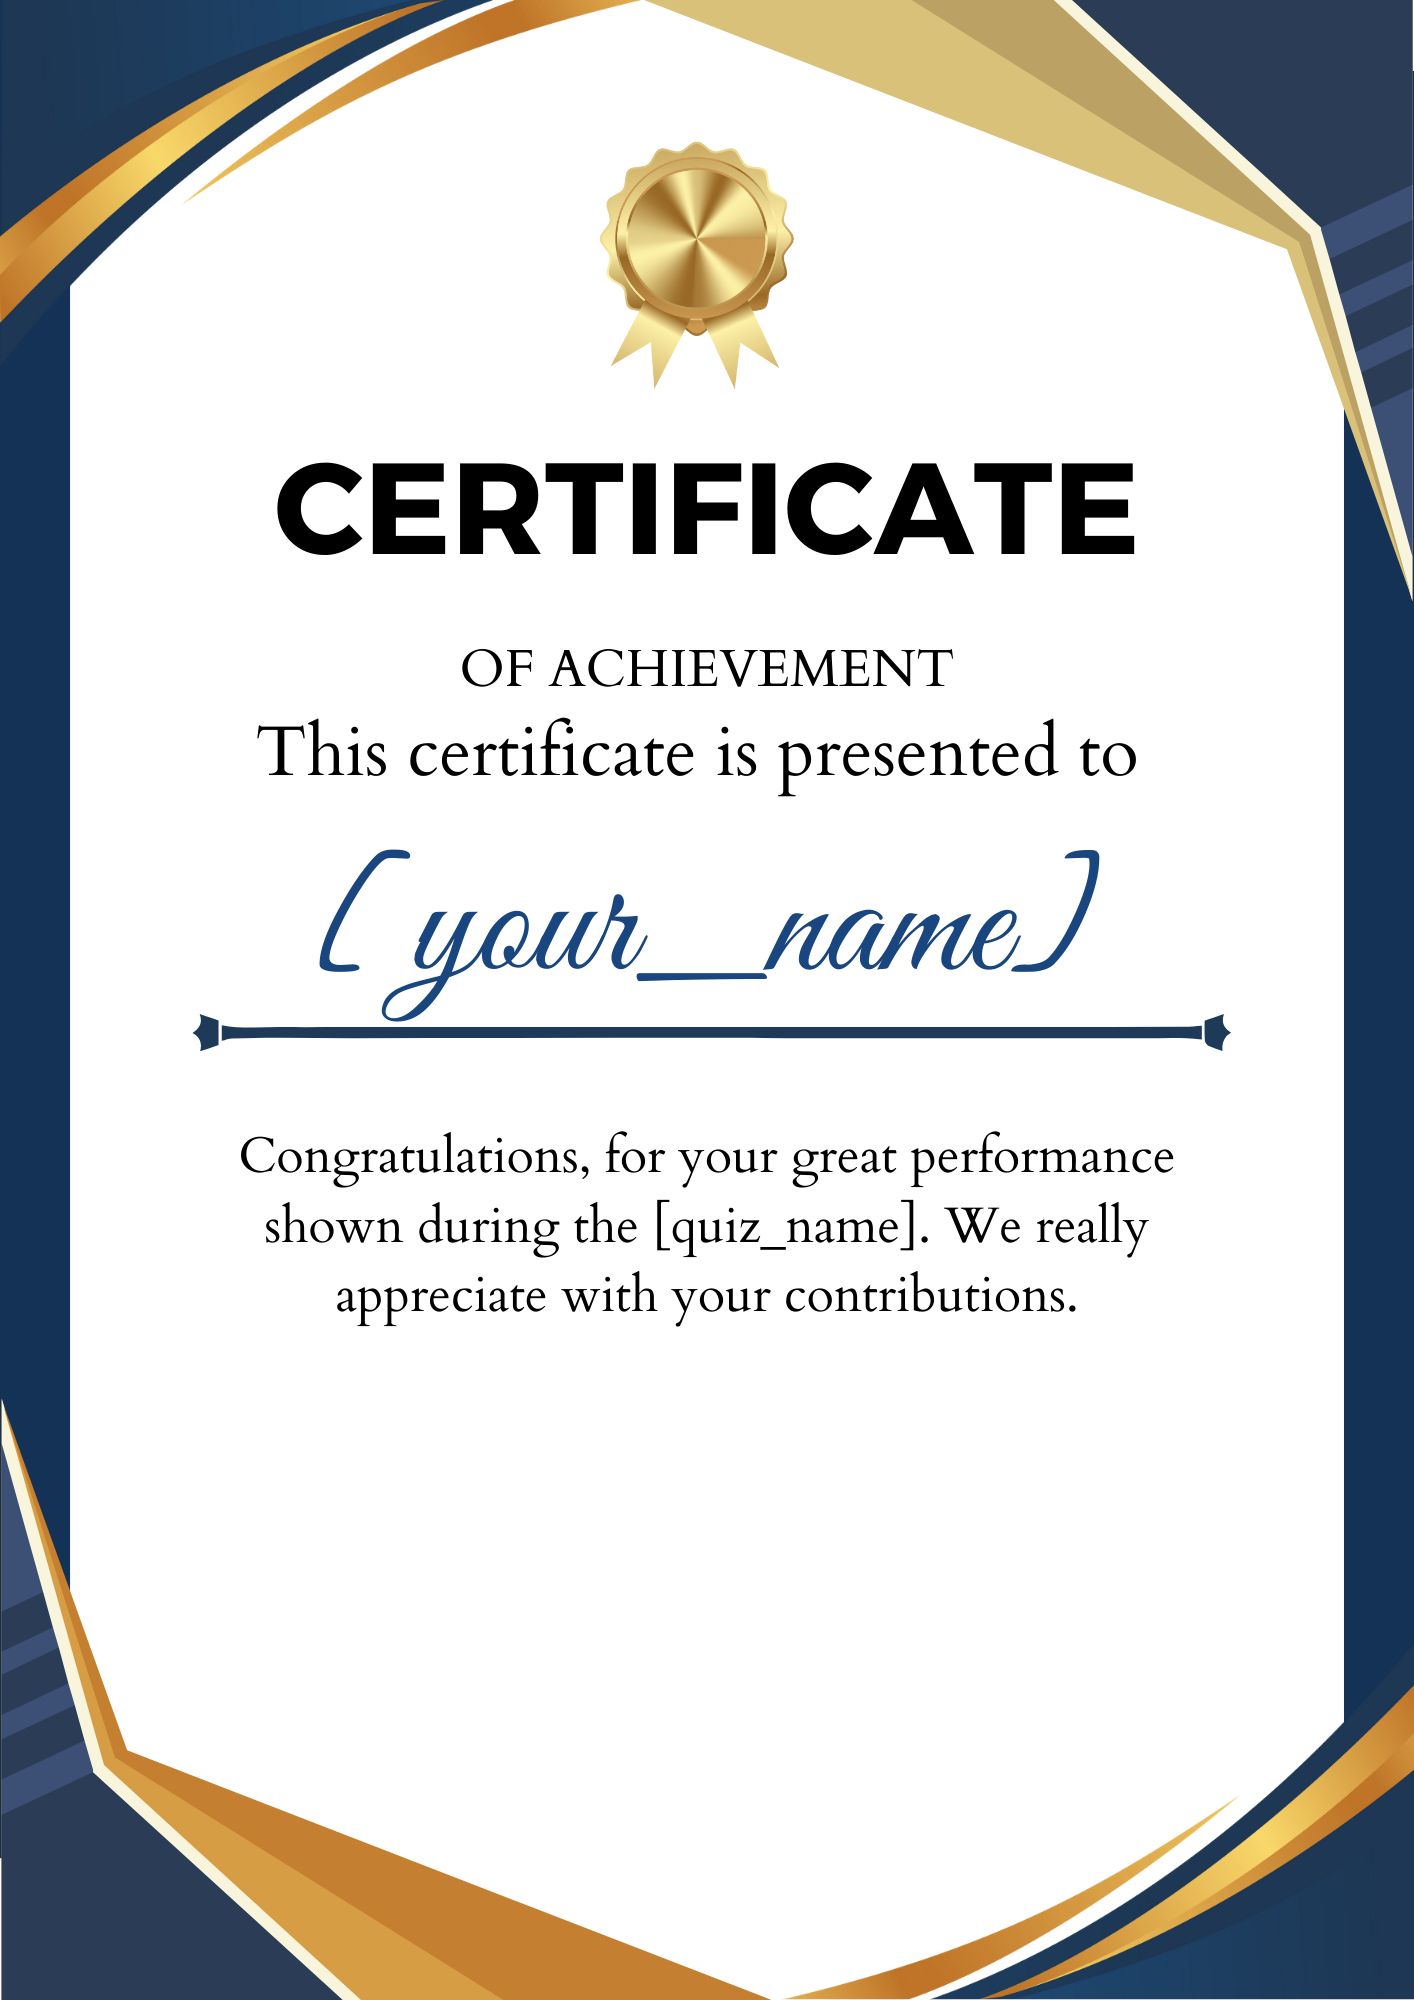 CERTIFICATE
OF ACHIEVEMENT
This certificate is presented to
[your_name]
Congratulations, for your great performance
shown during the [quiz_name]. We really
appreciate with your contributions.